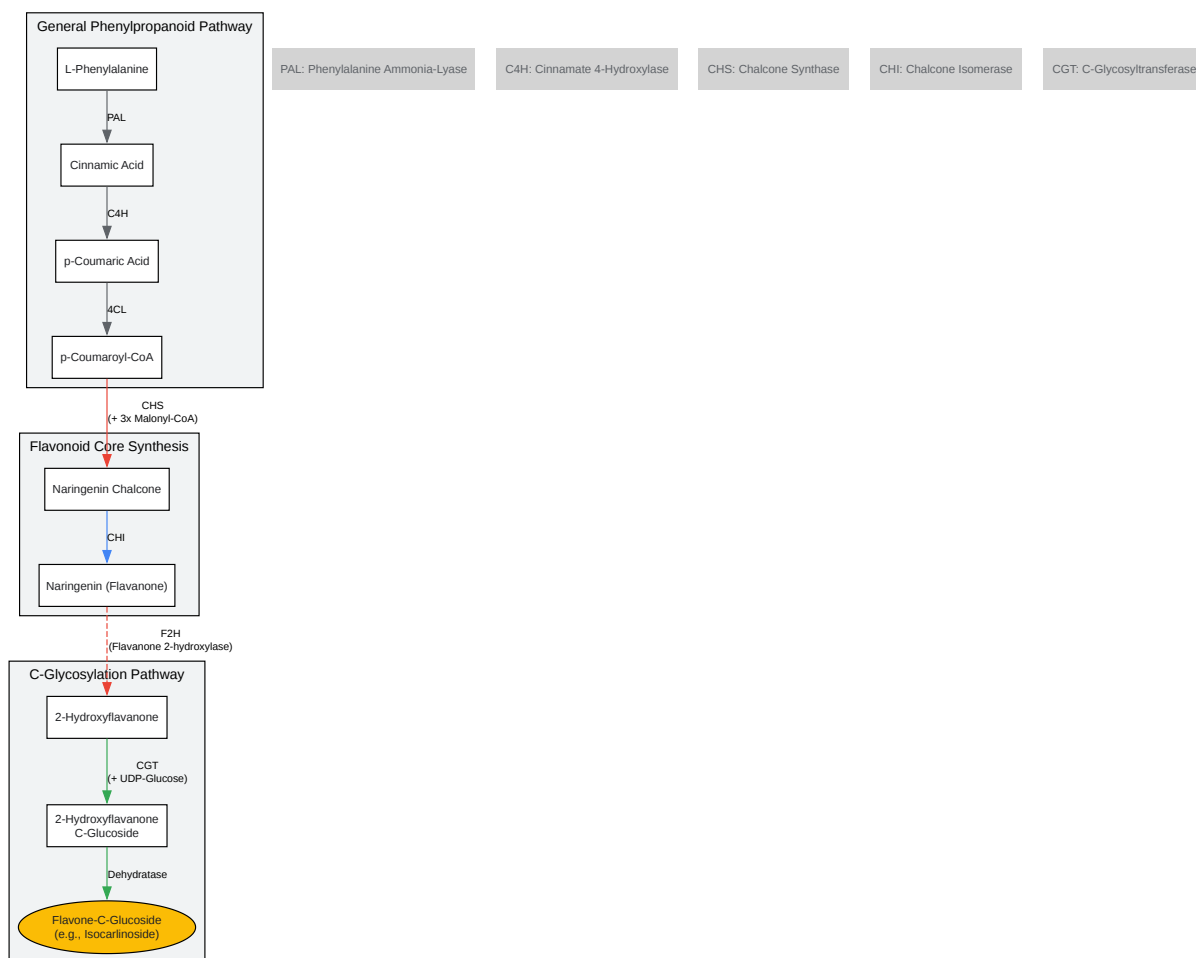 General Phenylpropanoid Pathway
L-Phenylalanine
PAL: Phenylalanine Ammonia-Lyase
C4H: Cinnamate 4-Hydroxylase
CHS: Chalcone Synthase
CHI: Chalcone Isomerase
CGT: C-Glycosyltransferase
PAL
Cinnamic Acid
C4H
p-Coumaric Acid
4CL
p-Coumaroyl-CoA
CHS
(+ 3x Malonyl-CoA)
Flavonoid Core Synthesis
Naringenin Chalcone
CHI
Naringenin (Flavanone)
F2H
(Flavanone 2-hydroxylase)
C-Glycosylation Pathway
2-Hydroxyflavanone
CGT
(+ UDP-Glucose)
2-Hydroxyflavanone
C-Glucoside
Dehydratase
Flavone-C-Glucoside
(e.g., Isocarlinoside)